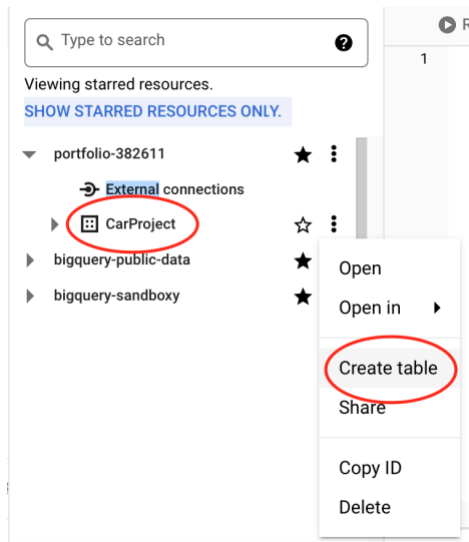 Type to search
R
1
Viewing starred resources.
SHOW STARRED RESOURCES ONLY.
portfolio-382611
External connections
CarProject
bigquery-public-data
bigquery-sandboxy
Open
Open in
Create table
Share
Copy ID
Delete